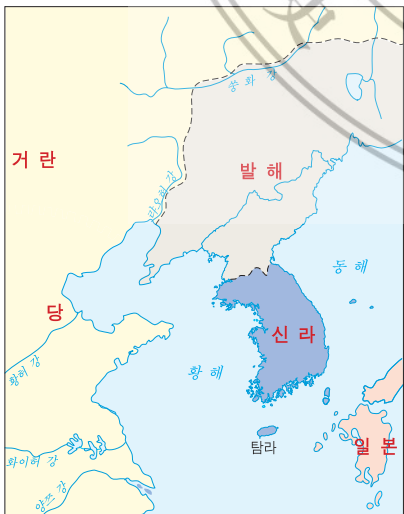 쑹화 강
거 란
발 해
랴오허 강
동 해
당
신 라
황허 강
황 해
탐라
일 본
화이허 강
양쯔 강